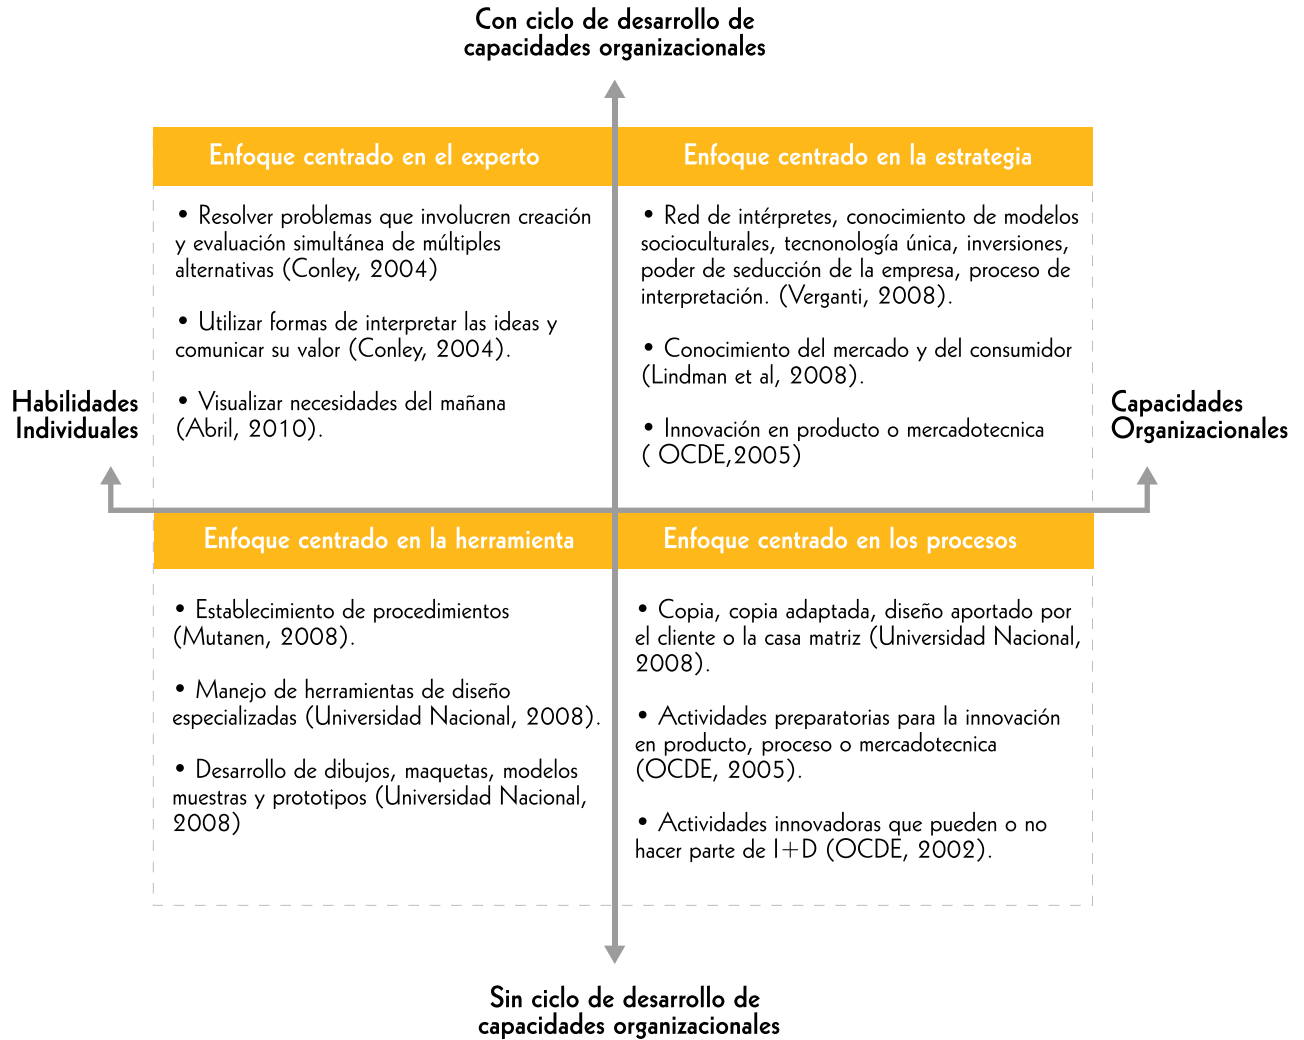 Con ciclo de desarrollo de
capacidades organizacionales
Enfoque centrado en el experto
• Resolver problemas que involucren creación
y evaluación simultánea de múltiples
alternativas (Conley, 2004)
• Utilizar formas de interpretar las ideas y
comunicar su valor (Conley, 2004).
• Visualizar necesidades del mañana
(Abril, 2010).
Enfoque centrado en la estrategia
• Red de intérpretes, conocimiento de modelos
socioculturales, tecnonología única, inversiones,
poder de seducción de la empresa, proceso de
interpretación. (Verganti, 2008).
• Conocimiento del mercado y del consumidor
(Lindman et al, 2008).
• Innovación en producto o mercadotecnica
( OCDE,2005)
Habilidades
Individuales
Capacidades
Organizacionales
Enfoque centrado en la herramienta
• Establecimiento de procedimientos
(Mutanen, 2008).
• Manejo de herramientas de diseño
especializadas (Universidad Nacional, 2008).
• Desarrollo de dibujos, maquetas, modelos
muestras y prototipos (Universidad Nacional,
2008)
Enfoque centrado en los procesos
• Copia, copia adaptada, diseño aportado por
el cliente o la casa matriz (Universidad Nacional,
2008).
• Actividades preparatorias para la innovación
en producto, proceso o mercadotecnica
(OCDE, 2005).
• Actividades innovadoras que pueden o no
hacer parte de I+D (OCDE, 2002).
Sin ciclo de desarrollo de
capacidades organizacionales